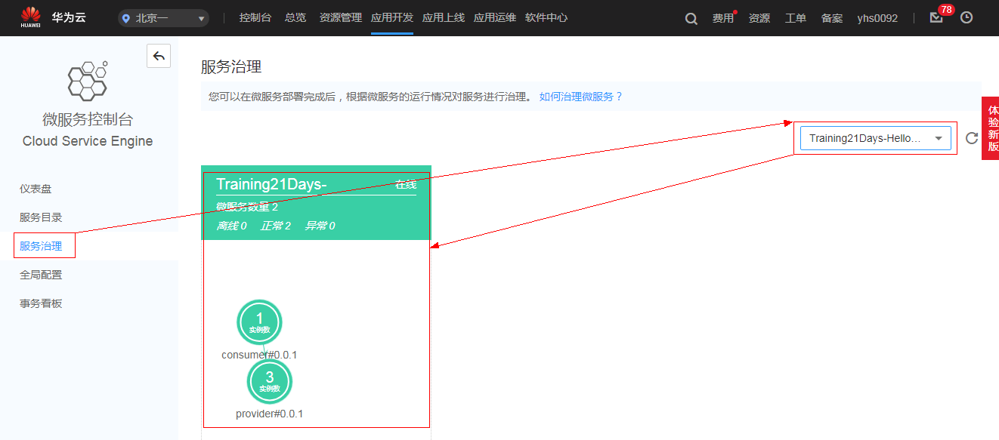 HUAWEI
华为云
北京一
控制台 总览 资源管理 应用开发 应用上线 应用运维 软件中心
费用 资源 工单 备案 yhs0092
78
微服务控制台
Cloud Service Engine
仪表盘
服务目录
服务治理
全局配置
事务看板
服务治理
您可以在微服务部署完成后，根据微服务的运行情况对服务进行治理。 如何治理微服务？
Training21Days-Hello...
体验新版
Training21Days-
在线
微服务数量 2
离线 0 正常 2 异常 0
1
实例数
consumer#0.0.1
3
实例数
provider#0.0.1